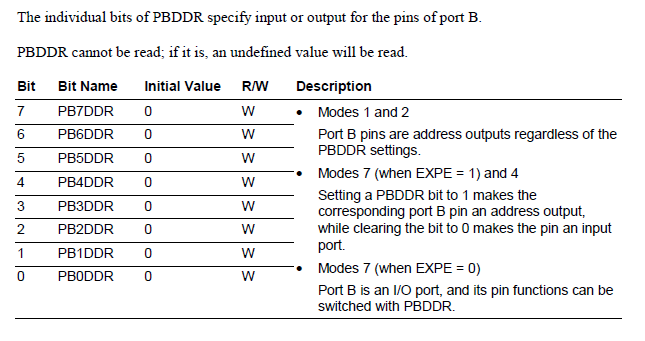 The individual bits of PBDDR specify input or output for the pins of port B.
PBDDR cannot be read; if it is, an undefined value will be read.
Bit Bit Name Initial Value R/W Description
7 PB7DDR 0 W • Modes 1 and 2
6 PB6DDR 0 W Port B pins are address outputs regardless of the
5 PB5DDR 0 W PBDDR settings.
4 PB4DDR 0 W • Modes 7 (when EXPE = 1) and 4
3 PB3DDR 0 W Setting a PBDDR bit to 1 makes the
corresponding port B pin an address output,
2 PB2DDR 0 W while clearing the bit to 0 makes the pin an input
1 PB1DDR 0 W port.
0 PB0DDR 0 W • Modes 7 (when EXPE = 0)
Port B is an I/O port, and its pin functions can be
switched with PBDDR.